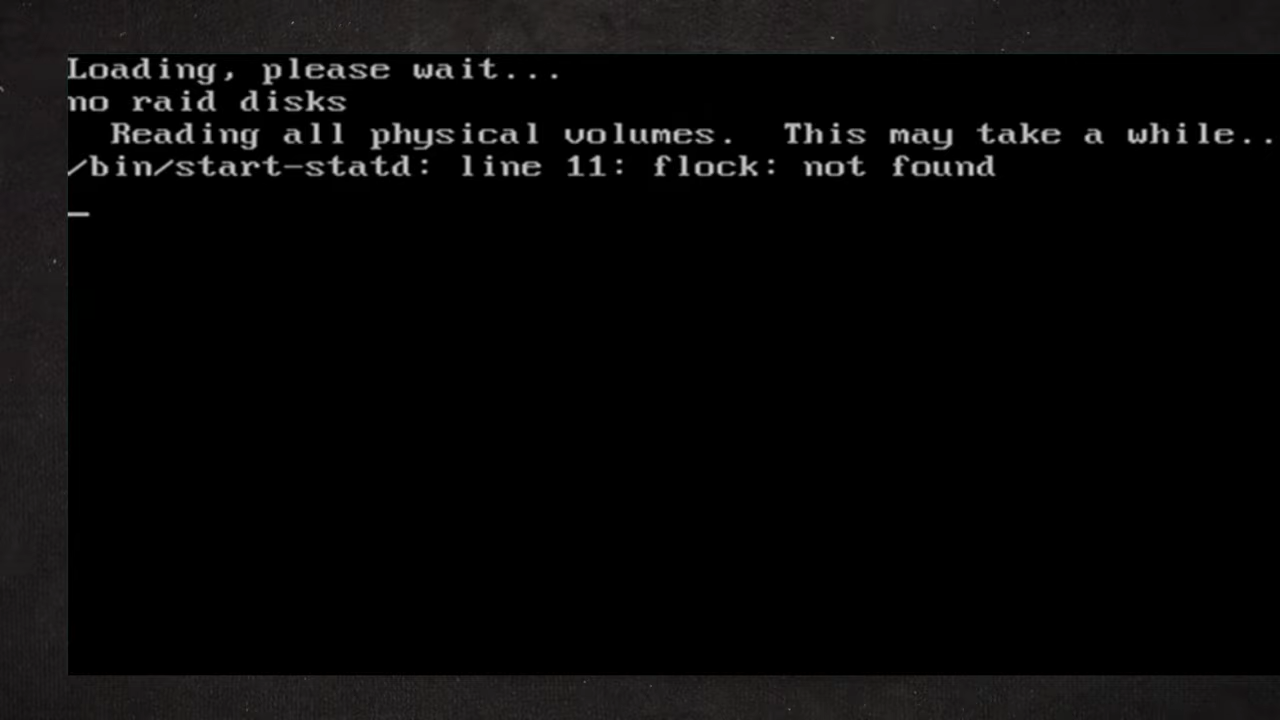 Loading, please wait...
no raid disks
  Reading all physical volumes.  This may take a while..
/bin/start-statd: line 11: flock: not found
_